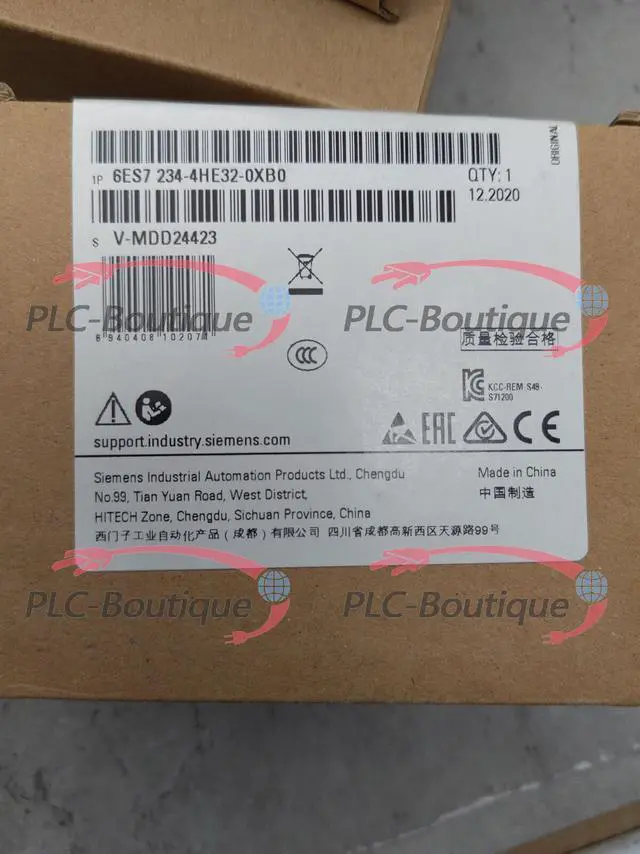 1P 6ES7 234-4HE32-0XB0
QTY: 1
12.2020
S V-MDD24423
PLC-Boutique
PLC-Boutique
质量检验合格
KCC-REM S49-
S71200
EAC
CE
support.industry.siemens.com
Siemens Industrial Automation Products Ltd., Chengdu
No.99, Tian Yuan Road, West District,
HITECH Zone, Chengdu, Sichuan Province, China
西门子工业自动化产品（成都）有限公司 四川省成都高新西区天源路99号
Made in China
中国制造
PLC-Boutique
PLC-Boutique